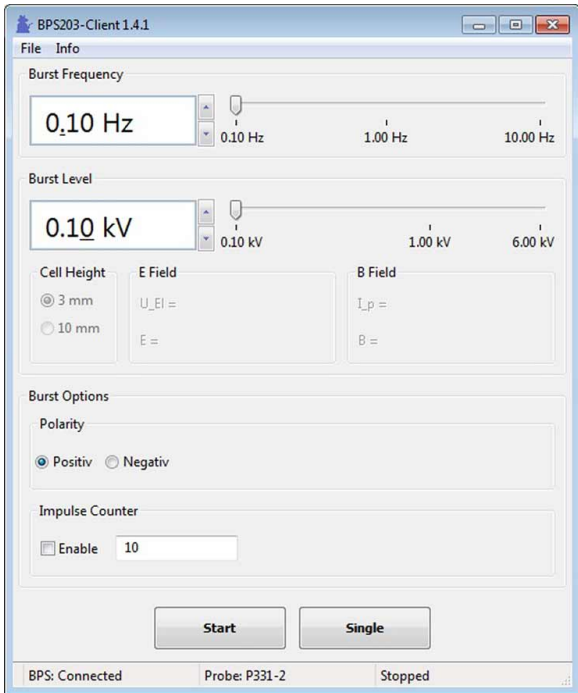 BPS203-Client 1.4.1
File Info
Burst Frequency
0.10 Hz
0.10 Hz 1.00 Hz 10.00 Hz
Burst Level
0.10 kV
0.10 kV 1.00 kV 6.00 kV
Cell Height E Field B Field
3 mm U_El = I_p =
10 mm E = B =
Burst Options
Polarity
Positiv Negativ
Impulse Counter
Enable 10
Start Single
BPS: Connected Probe: P331-2 Stopped